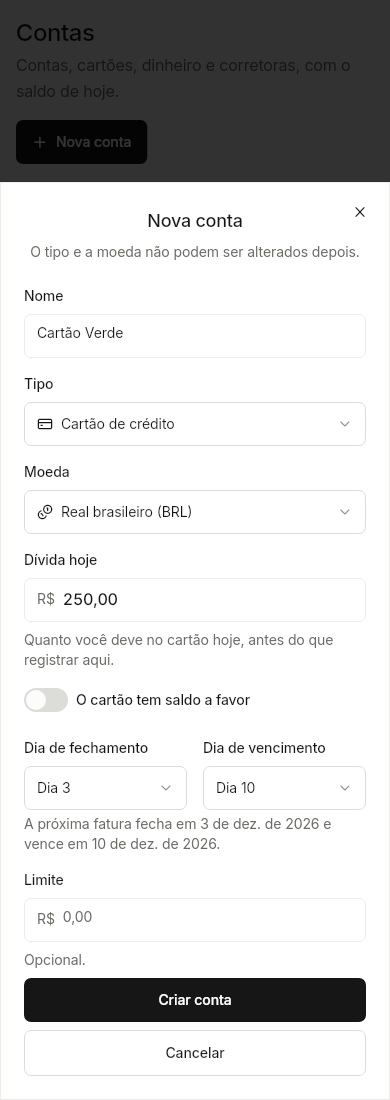 Contas
Contas, cartões, dinheiro e corretoras, com o
saldo de hoje.
Nova conta
Nova conta
O tipo e a moeda não podem ser alterados depois.
Nome
Cartão Verde
Tipo
Cartão de crédito
Moeda
Real brasileiro (BRL)
Dívida hoje
R$ 250,00
Quanto você deve no cartão hoje, antes do que
registrar aqui.
O cartão tem saldo a favor
Dia de fechamento
Dia de vencimento
Dia 3
Dia 10
A próxima fatura fecha em 3 de dez. de 2026 e
vence em 10 de dez. de 2026.
Limite
R$ 0,00
Opcional.
Criar conta
Cancelar